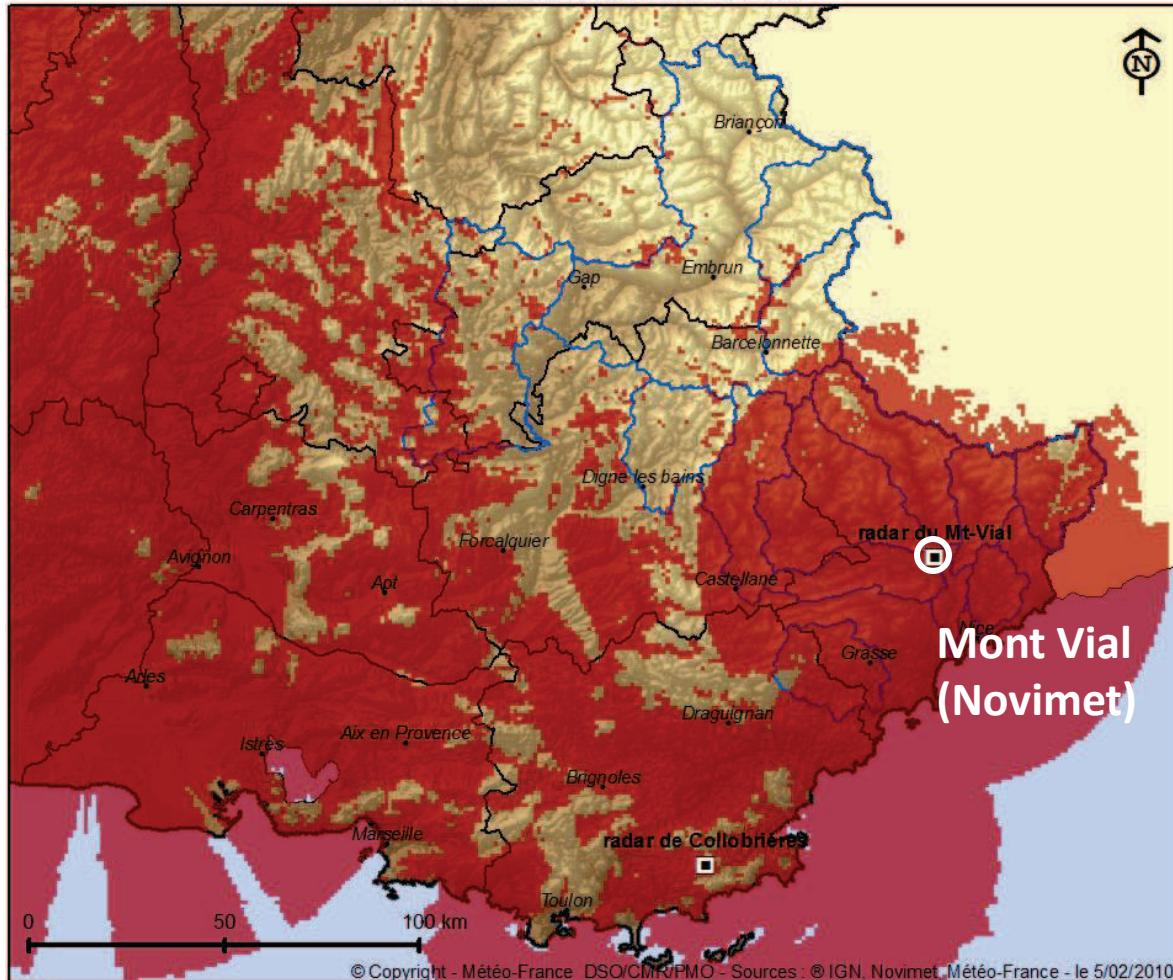 N
Briançon
Gap
Embrun
Barcelonnette
Digne les bains
Carpentras
radar du Mt-Vial
Forcalquier
Avignon
Apt
Castellane
Nice
Mont Vial
(Novimet)
Grasse
Arles
Draguignan
Aix en Provence
Istres
Brignoles
Marseille
radar de Collobrières
Toulon
0 50 100 km
© Copyright - Météo-France DSO/CMR/PMO - Sources : ® IGN, Novimet, Météo-France - le 5/02/2010